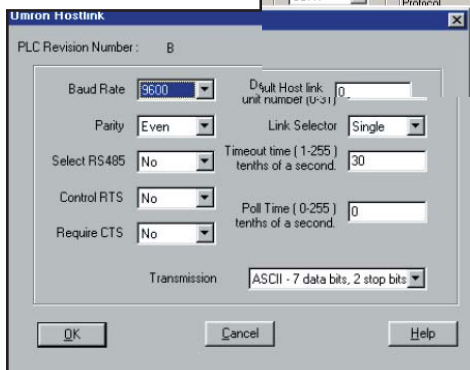 Protocol
Omron Hostlink
PLC Revision Number : B
Baud Rate 9600
Default Host link unit number (0-31) 0
Parity Even
Link Selector Single
Select RS485 No
Timeout time ( 1-255 ) tenths of a second. 30
Control RTS No
Poll Time ( 0-255 ) tenths of a second. 0
Require CTS No
Transmission ASCII - 7 data bits, 2 stop bits
OK Cancel Help